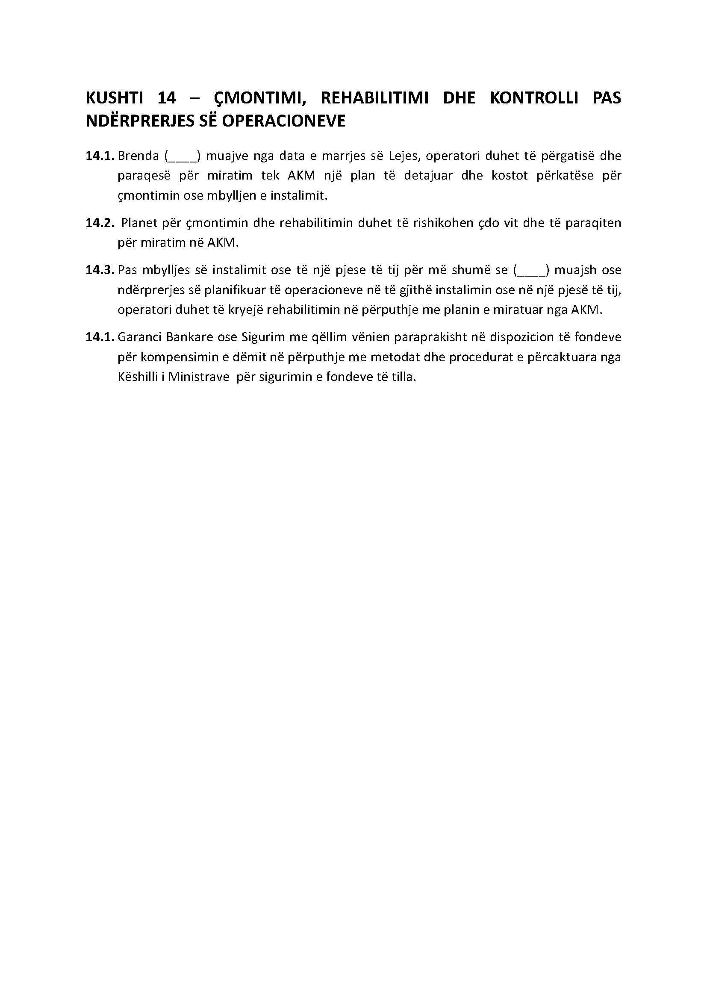 KUSHTI 14 – ÇMONTIMI, REHABILITIMI DHE KONTROLLI PAS
NDËRPRERJES SË OPERACIONEVE
14.1. Brenda (____) muajve nga data e marrjes së Lejes, operatori duhet të përgatisë dhe
paraqesë për miratim tek AKM një plan të detajuar dhe kostot përkatëse për
çmontimin ose mbylljen e instalimit.
14.2. Planet për çmontimin dhe rehabilitimin duhet të rishikohen çdo vit dhe të paraqiten
për miratim në AKM.
14.3. Pas mbylljes së instalimit ose të një pjese të tij për më shumë se (____) muajsh ose
ndërprerjes së planifikuar të operacioneve në të gjithë instalimin ose në një pjesë të tij,
operatori duhet të kryejë rehabilitimin në përputhje me planin e miratuar nga AKM.
14.1. Garanci Bankare ose Sigurim me qëllim vënien paraprakisht në dispozicion të fondeve
për kompensimin e dëmit në përputhje me metodat dhe procedurat e përcaktuara nga
Këshilli i Ministrave  për sigurimin e fondeve të tilla.